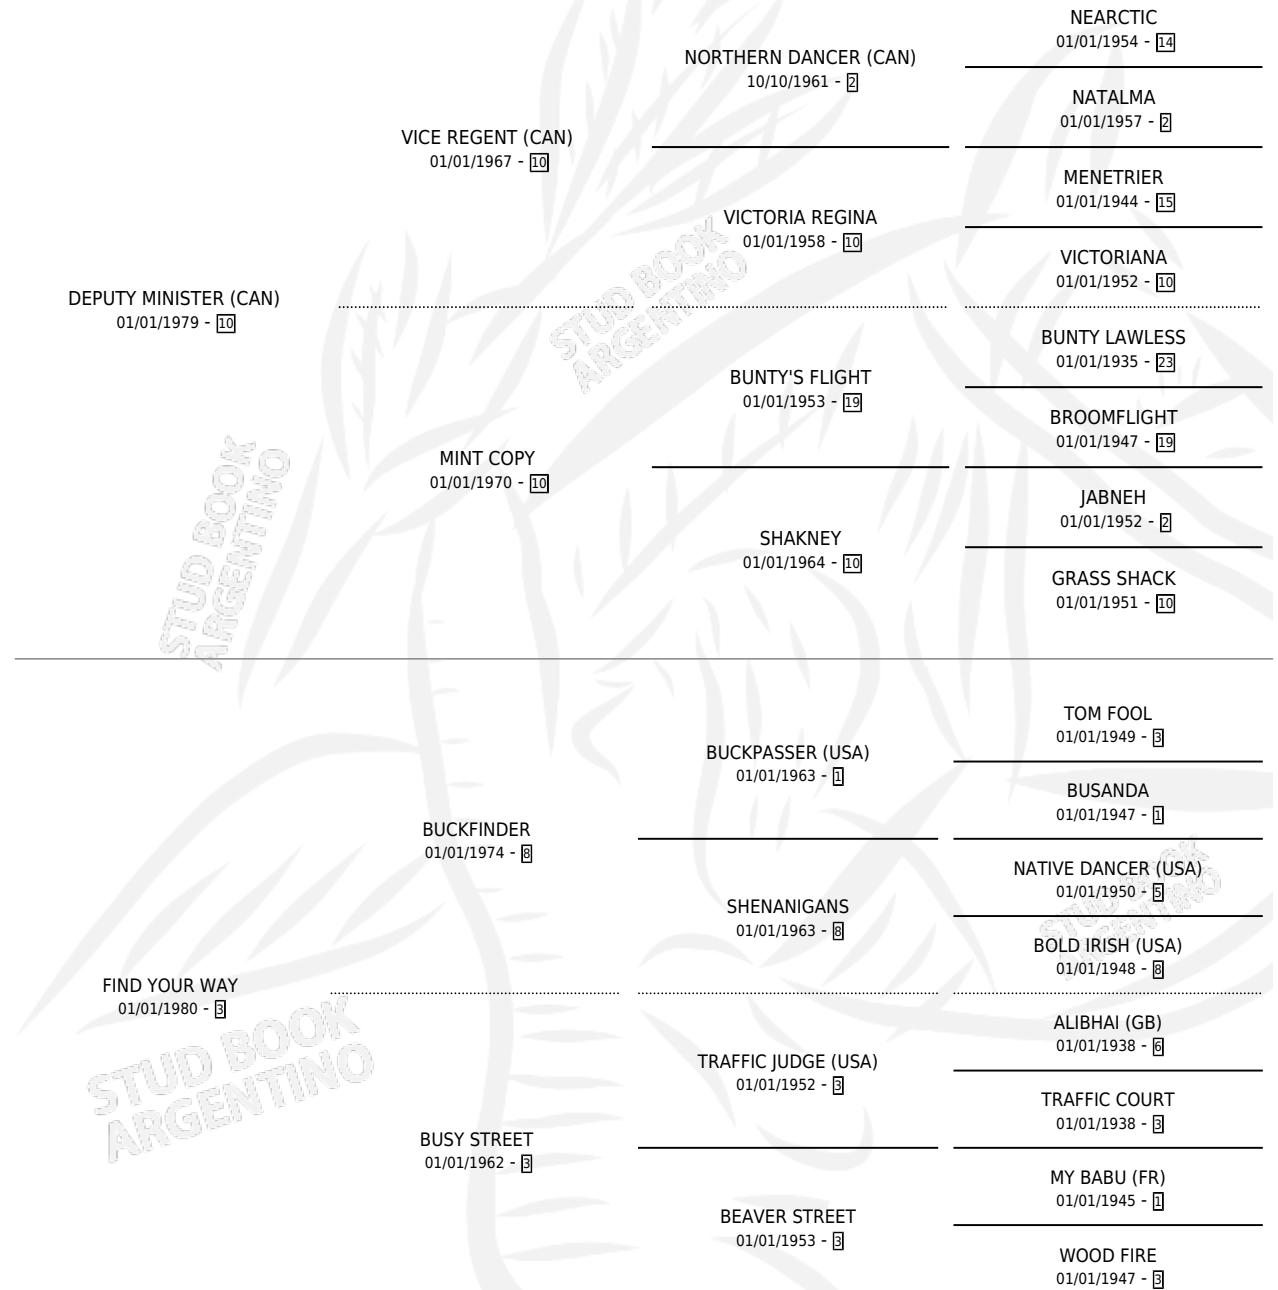 NEARCTIC
01/01/1954 - 14
NORTHERN DANCER (CAN)
10/10/1961 - 2
NATALMA
01/01/1957 - 2
VICE REGENT (CAN)
01/01/1967 - 10
MENETRIER
01/01/1944 - 15
VICTORIA REGINA
01/01/1958 - 10
VICTORIANA
01/01/1952 - 10
DEPUTY MINISTER (CAN)
01/01/1979 - 10
BUNTY LAWLESS
01/01/1935 - 23
BUNTY'S FLIGHT
01/01/1953 - 19
BROOMFLIGHT
01/01/1947 - 19
MINT COPY
01/01/1970 - 10
JABNEH
01/01/1952 - 2
SHAKNEY
01/01/1964 - 10
GRASS SHACK
01/01/1951 - 10
TOM FOOL
01/01/1949 - 3
BUCKPASSER (USA)
01/01/1963 - 1
BUSANDA
01/01/1947 - 1
BUCKFINDER
01/01/1974 - 8
NATIVE DANCER (USA)
01/01/1950 - 5
SHENANIGANS
01/01/1963 - 8
BOLD IRISH (USA)
01/01/1948 - 8
FIND YOUR WAY
01/01/1980 - 3
ALIBHAI (GB)
01/01/1938 - 6
TRAFFIC JUDGE (USA)
01/01/1952 - 3
TRAFFIC COURT
01/01/1938 - 3
BUSY STREET
01/01/1962 - 3
MY BABU (FR)
01/01/1945 - 1
BEAVER STREET
01/01/1953 - 3
WOOD FIRE
01/01/1947 - 3
STUD BOOK
ARGENTINO
STUD BOOK
ARGENTINO
STUD BOOK
ARGENTINO
STUD BOOK
ARGENTINO